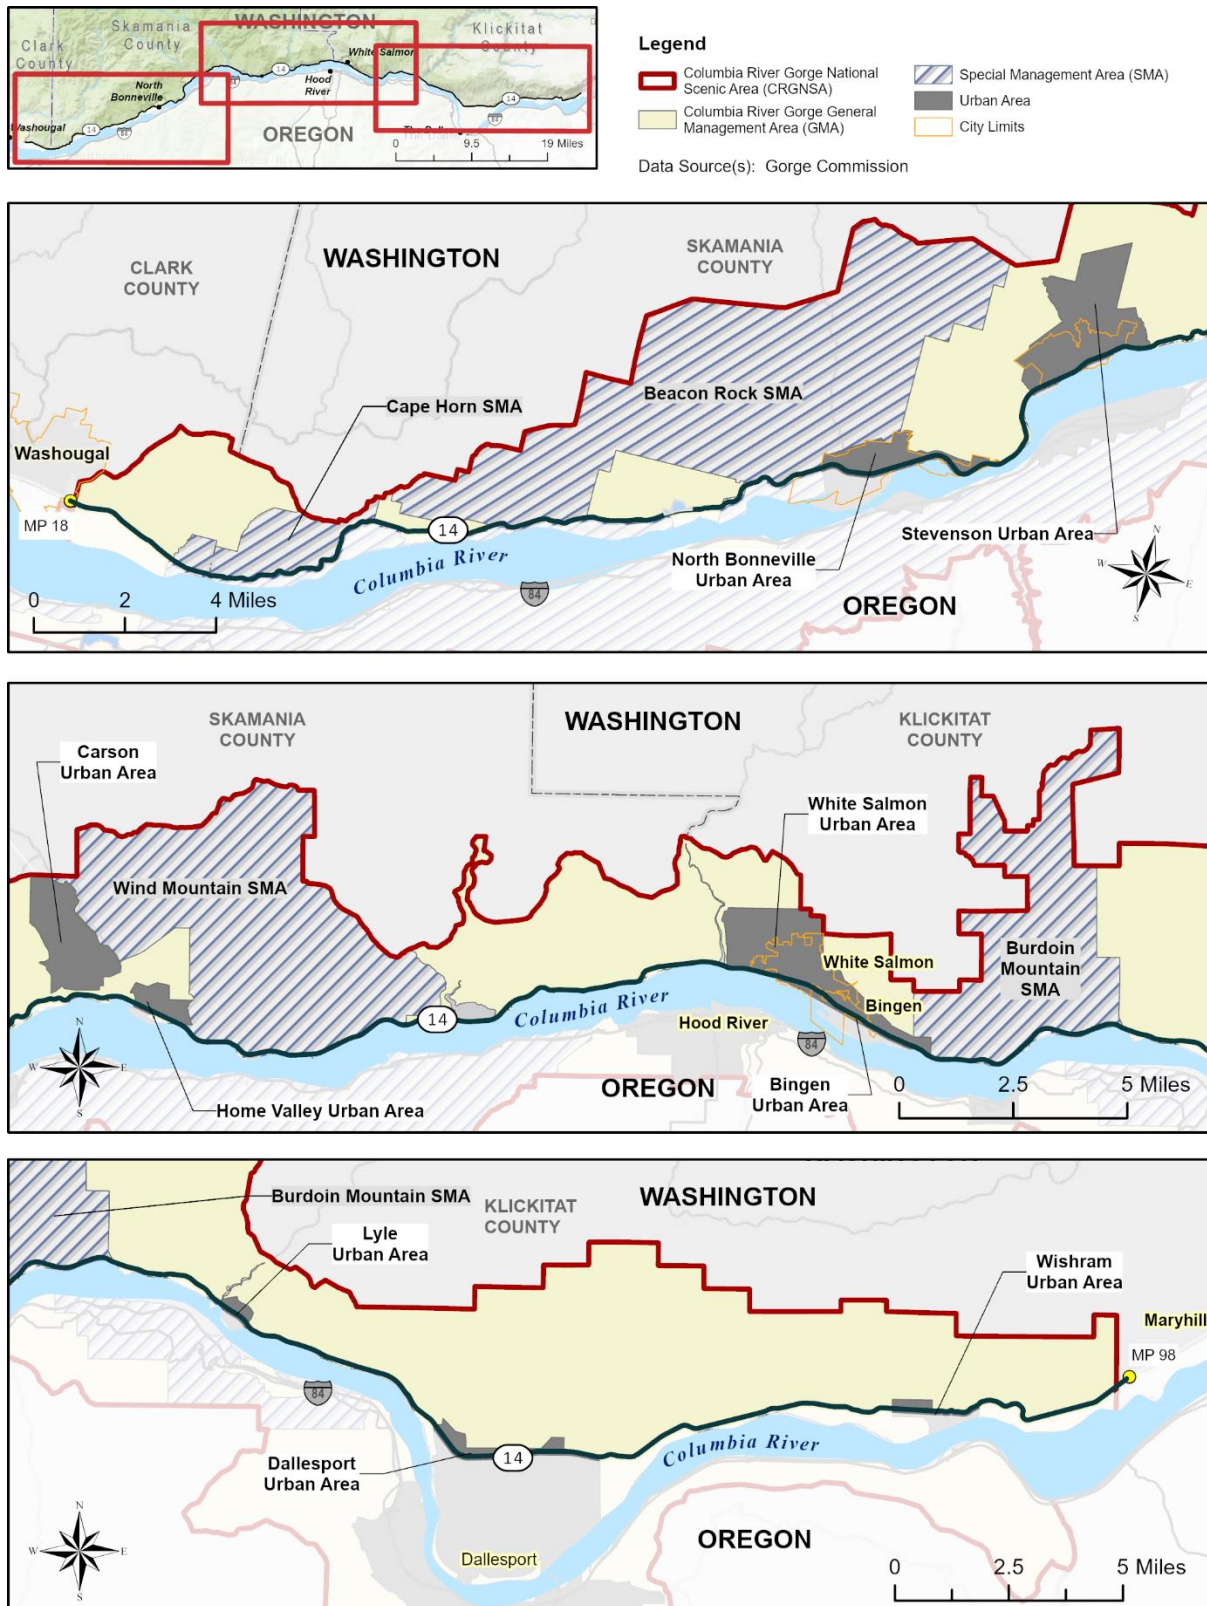 WASHINGTON
Skamania
County
Klickitat
County
Clark
County
White Salmon
14
North
Bonneville
Hood
River
84
Washougal
14
84
OREGON
14
84
The Dalles
0 9.5 19 Miles
Legend
Columbia River Gorge National
Scenic Area (CRGNSA)
Columbia River Gorge General
Management Area (GMA)
Special Management Area (SMA)
Urban Area
City Limits
Data Source(s): Gorge Commission
CLARK
COUNTY
WASHINGTON
SKAMANIA
COUNTY
Beacon Rock SMA
Cape Horn SMA
Washougal
MP 18
14
Columbia River
84
North Bonneville
Urban Area
Stevenson Urban Area
OREGON
0 2 4 Miles
N
W E
S
SKAMANIA
COUNTY
WASHINGTON
KLICKITAT
COUNTY
Carson
Urban Area
White Salmon
Urban Area
Wind Mountain SMA
White Salmon
Burdoin
Mountain
SMA
Bingen
14
Columbia River
Hood River
84
OREGON
Bingen
Urban Area
Home Valley Urban Area
0 2.5 5 Miles
N
W E
S
Burdoin Mountain SMA
KLICKITAT
COUNTY
WASHINGTON
Lyle
Urban Area
Wishram
Urban Area
Maryhill
MP 98
84
Columbia River
14
Dallesport
Urban Area
OREGON
Dallesport
0 2.5 5 Miles
N
W E
S